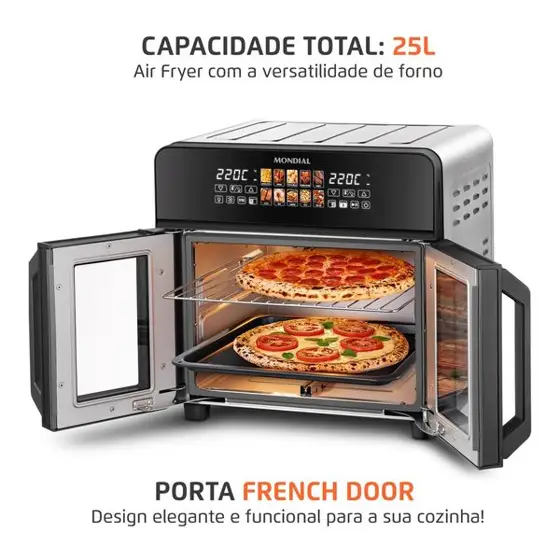 CAPACIDADE TOTAL: 25L
Air Fryer com a versatilidade de forno
MONDIAL
220C 220C
PORTA FRENCH DOOR
Design elegante e funcional para a sua cozinha!